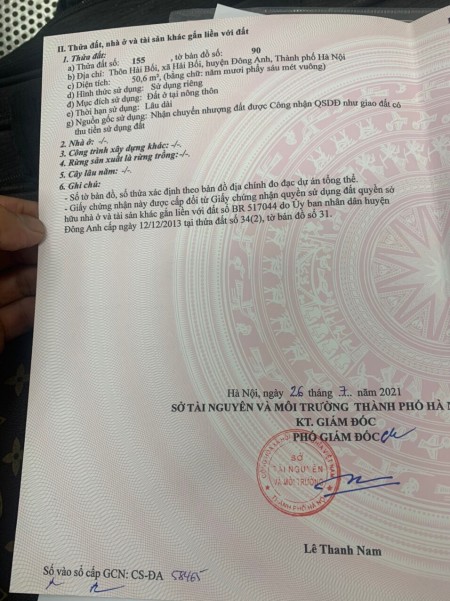 II. Thửa đất, nhà ở và tài sản khác gắn liền với đất
1. Thửa đất:
a) Thửa đất số: 155 , tờ bản đồ số: 90
b) Địa chỉ: Thôn Hải Bối, xã Hải Bối, huyện Đông Anh, Thành phố Hà Nội
c) Diện tích: 50,6 m², (bằng chữ: năm mươi phẩy sáu mét vuông)
d) Hình thức sử dụng: Sử dụng riêng
đ) Mục đích sử dụng: Đất ở tại nông thôn
e) Thời hạn sử dụng: Lâu dài
g) Nguồn gốc sử dụng: Nhận chuyển nhượng đất được Công nhận QSDĐ như giao đất có
thu tiền sử dụng đất
2. Nhà ở: -/-
3. Công trình xây dựng khác: -/-
4. Rừng sản xuất là rừng trồng: -/-
5. Cây lâu năm: -/-
6. Ghi chú:
- Số tờ bản đồ, số thửa xác định theo bản đồ địa chính đo đạc dự án tổng thể.
- Giấy chứng nhận này được cấp đổi từ Giấy chứng nhận quyền sử dụng đất quyền sở
hữu nhà ở và tài sản khác gắn liền với đất số BR 517044 do Ủy ban nhân dân huyện
Đông Anh cấp ngày 12/12/2013 tại thửa đất số 34(2), tờ bản đồ số 31.
Hà Nội, ngày 26 tháng 7 năm 2021
SỞ TÀI NGUYÊN VÀ MÔI TRƯỜNG THÀNH PHỐ HÀ
KT. GIÁM ĐỐC
PHÓ GIÁM ĐỐC
SỞ
TÀI NGUYÊN
VÀ MÔI TRƯỜNG
THÀNH PHỐ HÀ NỘI
Lê Thanh Nam
Số vào sổ cấp GCN: CS-ĐA 58465